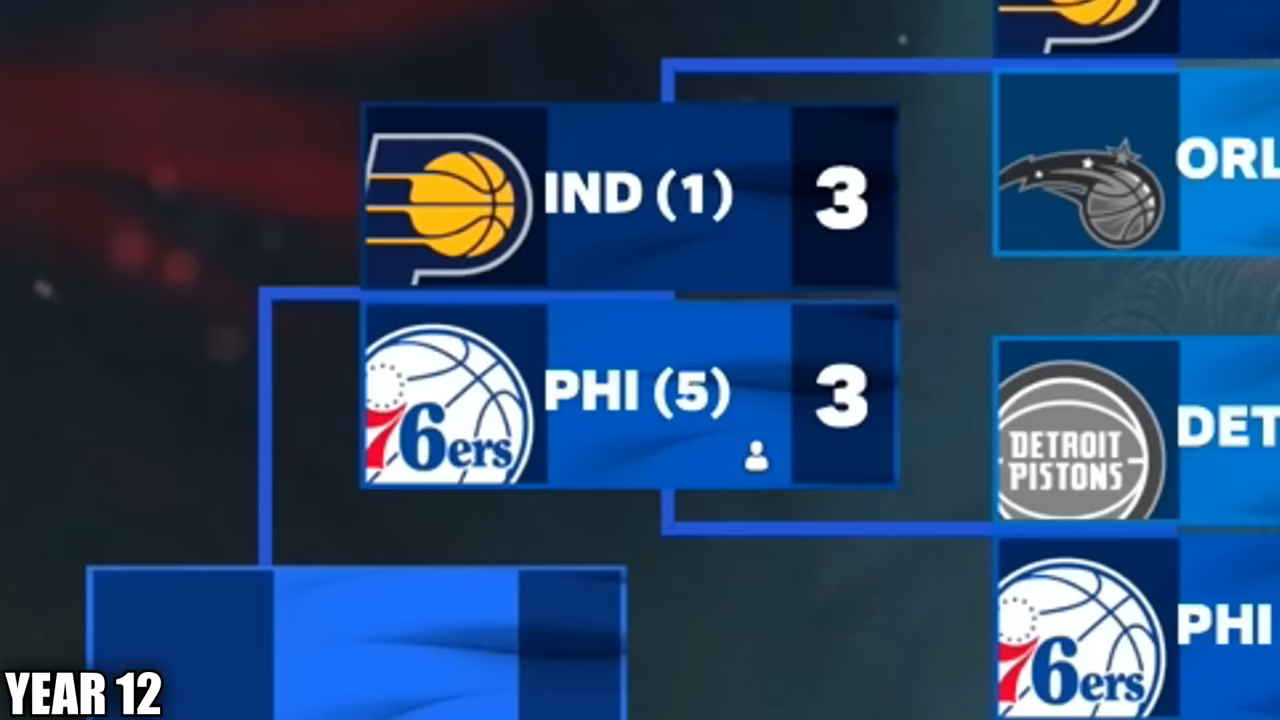 ORL
IND (1) 3
PHI (5) 3
76ers
DET
DETROIT
PISTONS
PHI
76ers
YEAR 12